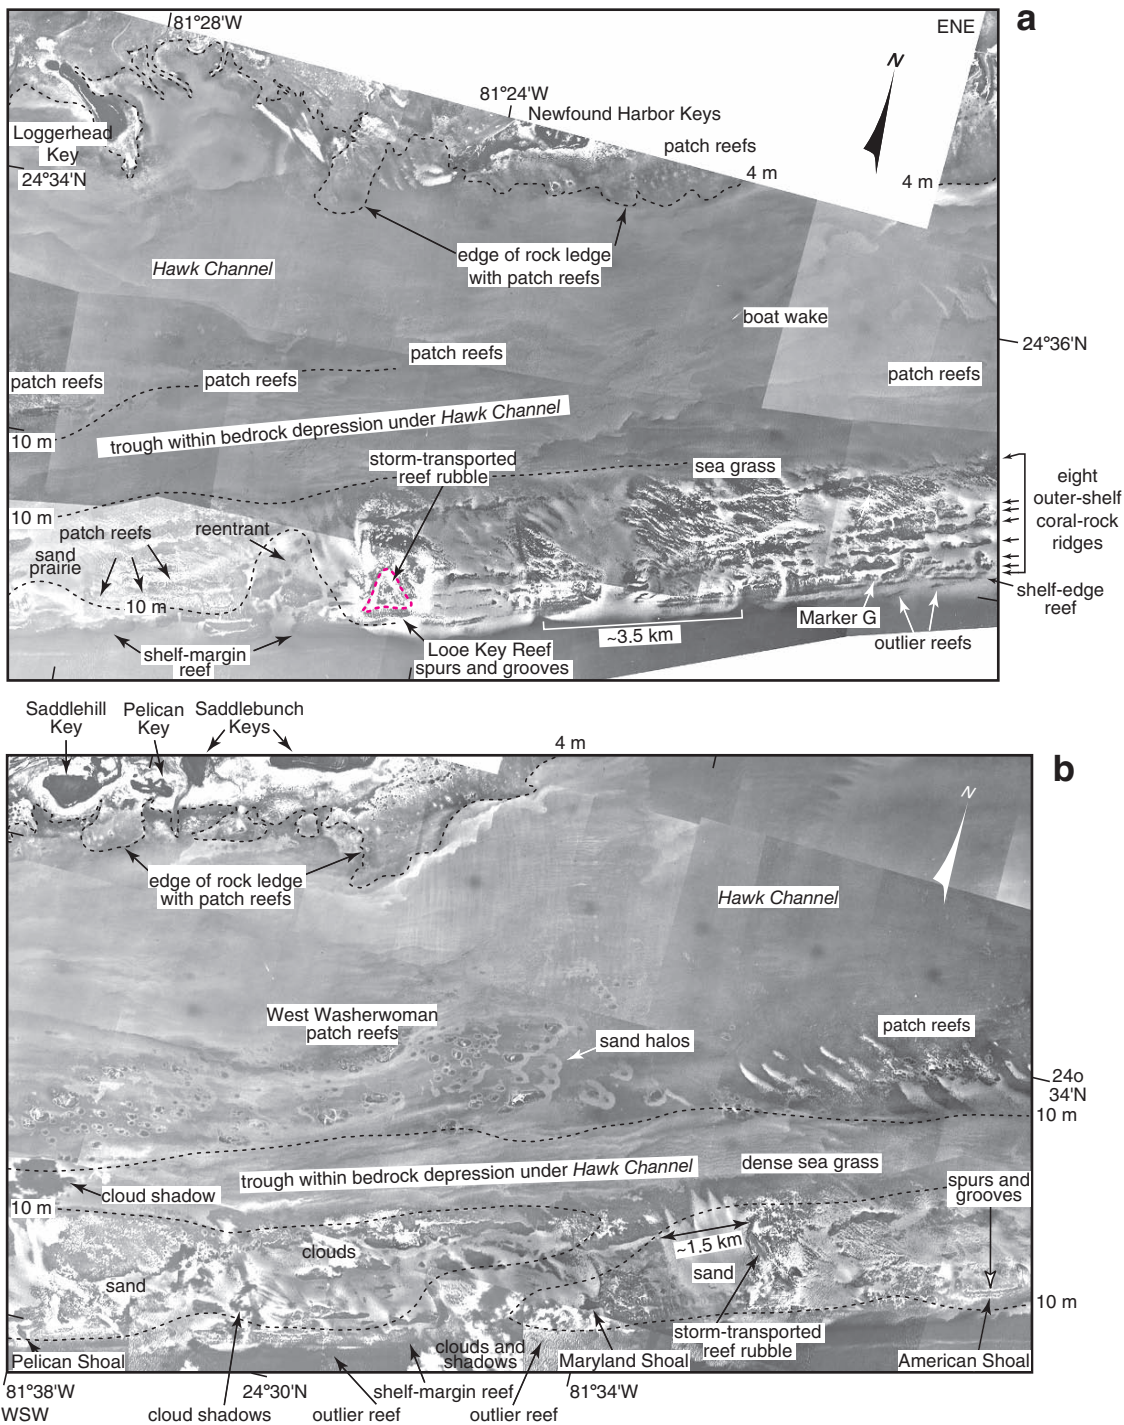 81°28'W
ENE
a
N
81°24'W
Newfound Harbor Keys
Loggerhead
Key
24°34'N
patch reefs
4 m
4 m
edge of rock ledge
with patch reefs
Hawk Channel
boat wake
24°36'N
patch reefs
patch reefs
patch reefs
patch reefs
10 m
trough within bedrock depression under Hawk Channel
storm-transported
reef rubble
sea grass
eight
outer-shelf
coral-rock
ridges
10 m
patch reefs
reentrant
sand
prairie
10 m
shelf-edge
reef
Marker G
~3.5 km
outlier reefs
Looe Key Reef
spurs and grooves
shelf-margin
reef
Saddlehill
Key
Pelican
Key
Saddlebunch
Keys
4 m
b
N
edge of rock ledge
with patch reefs
Hawk Channel
West Washerwoman
patch reefs
sand halos
patch reefs
24o
34'N
10 m
trough within bedrock depression under Hawk Channel
dense sea grass
cloud shadow
spurs and
grooves
10 m
clouds
~1.5 km
sand
sand
10 m
storm-transported
reef rubble
Pelican Shoal
clouds and
shadows
Maryland Shoal
American Shoal
81°38'W
24°30'N
shelf-margin reef
81°34'W
WSW
cloud shadows
outlier reef
outlier reef